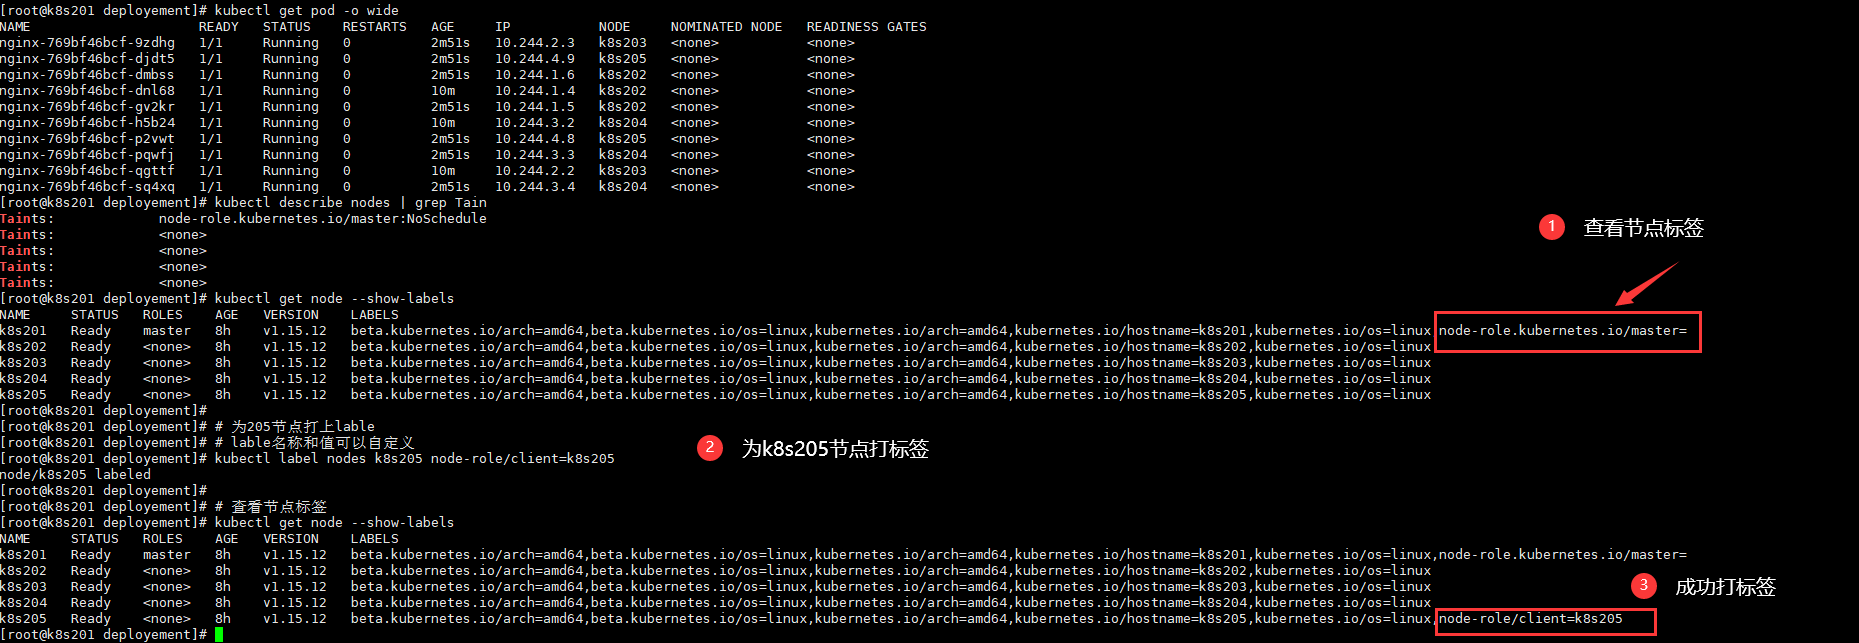 [root@k8s201 deployement]# kubectl get pod -o wide
NAME                     READY   STATUS    RESTARTS   AGE     IP           NODE     NOMINATED NODE   READINESS GATES
nginx-769bf46bcf-9zdhg   1/1     Running   0          2m51s   10.244.2.3   k8s203   <none>           <none>
nginx-769bf46bcf-djdt5   1/1     Running   0          2m51s   10.244.4.9   k8s205   <none>           <none>
nginx-769bf46bcf-dmbss   1/1     Running   0          2m51s   10.244.1.6   k8s202   <none>           <none>
nginx-769bf46bcf-dnl68   1/1     Running   0          10m     10.244.1.4   k8s202   <none>           <none>
nginx-769bf46bcf-gv2kr   1/1     Running   0          2m51s   10.244.1.5   k8s202   <none>           <none>
nginx-769bf46bcf-h5b24   1/1     Running   0          10m     10.244.3.2   k8s204   <none>           <none>
nginx-769bf46bcf-p2vwt   1/1     Running   0          2m51s   10.244.4.8   k8s205   <none>           <none>
nginx-769bf46bcf-pqwfj   1/1     Running   0          2m51s   10.244.3.3   k8s204   <none>           <none>
nginx-769bf46bcf-qgttf   1/1     Running   0          10m     10.244.2.2   k8s203   <none>           <none>
nginx-769bf46bcf-sq4xq   1/1     Running   0          2m51s   10.244.3.4   k8s204   <none>           <none>
[root@k8s201 deployement]# kubectl describe nodes | grep Tain
Taints:             node-role.kubernetes.io/master:NoSchedule
Taints:             <none>
Taints:             <none>
Taints:             <none>
Taints:             <none>
1 查看节点标签
[root@k8s201 deployement]# kubectl get node --show-labels
NAME     STATUS   ROLES    AGE   VERSION    LABELS
k8s201   Ready    master   8h    v1.15.12   beta.kubernetes.io/arch=amd64,beta.kubernetes.io/os=linux,kubernetes.io/arch=amd64,kubernetes.io/hostname=k8s201,kubernetes.io/os=linux,node-role.kubernetes.io/master=
k8s202   Ready    <none>   8h    v1.15.12   beta.kubernetes.io/arch=amd64,beta.kubernetes.io/os=linux,kubernetes.io/arch=amd64,kubernetes.io/hostname=k8s202,kubernetes.io/os=linux
k8s203   Ready    <none>   8h    v1.15.12   beta.kubernetes.io/arch=amd64,beta.kubernetes.io/os=linux,kubernetes.io/arch=amd64,kubernetes.io/hostname=k8s203,kubernetes.io/os=linux
k8s204   Ready    <none>   8h    v1.15.12   beta.kubernetes.io/arch=amd64,beta.kubernetes.io/os=linux,kubernetes.io/arch=amd64,kubernetes.io/hostname=k8s204,kubernetes.io/os=linux
k8s205   Ready    <none>   8h    v1.15.12   beta.kubernetes.io/arch=amd64,beta.kubernetes.io/os=linux,kubernetes.io/arch=amd64,kubernetes.io/hostname=k8s205,kubernetes.io/os=linux
[root@k8s201 deployement]#
[root@k8s201 deployement]# # 为205节点打上lable
[root@k8s201 deployement]# # lable名称和值可以自定义
2 为k8s205节点打标签
[root@k8s201 deployement]# kubectl label nodes k8s205 node-role/client=k8s205
node/k8s205 labeled
[root@k8s201 deployement]#
[root@k8s201 deployement]# # 查看节点标签
[root@k8s201 deployement]# kubectl get node --show-labels
NAME     STATUS   ROLES    AGE   VERSION    LABELS
k8s201   Ready    master   8h    v1.15.12   beta.kubernetes.io/arch=amd64,beta.kubernetes.io/os=linux,kubernetes.io/arch=amd64,kubernetes.io/hostname=k8s201,kubernetes.io/os=linux,node-role.kubernetes.io/master=
k8s202   Ready    <none>   8h    v1.15.12   beta.kubernetes.io/arch=amd64,beta.kubernetes.io/os=linux,kubernetes.io/arch=amd64,kubernetes.io/hostname=k8s202,kubernetes.io/os=linux
k8s203   Ready    <none>   8h    v1.15.12   beta.kubernetes.io/arch=amd64,beta.kubernetes.io/os=linux,kubernetes.io/arch=amd64,kubernetes.io/hostname=k8s203,kubernetes.io/os=linux
3 成功打标签
k8s204   Ready    <none>   8h    v1.15.12   beta.kubernetes.io/arch=amd64,beta.kubernetes.io/os=linux,kubernetes.io/arch=amd64,kubernetes.io/hostname=k8s204,kubernetes.io/os=linux
k8s205   Ready    <none>   8h    v1.15.12   beta.kubernetes.io/arch=amd64,beta.kubernetes.io/os=linux,kubernetes.io/arch=amd64,kubernetes.io/hostname=k8s205,kubernetes.io/os=linux,node-role/client=k8s205
[root@k8s201 deployement]#